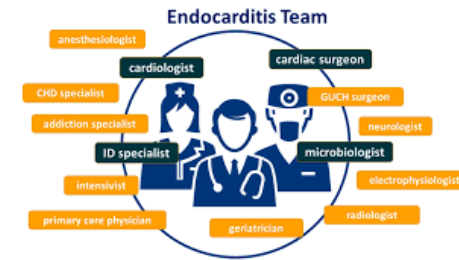 Endocarditis Team
anesthesiologist
cardiologist
cardiac surgeon
CHD specialist
GUCH surgeon
addiction specialist
neurologist
ID specialist
microbiologist
intensivist
electrophysiologist
primary care physician
geriatrician
radiologist